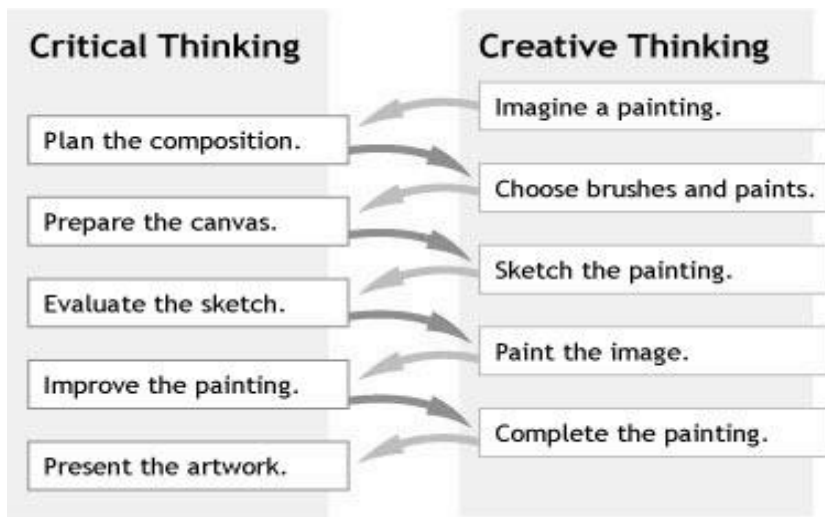 Critical Thinking
Creative Thinking
Imagine a painting.
Plan the composition.
Choose brushes and paints.
Prepare the canvas.
Sketch the painting.
Evaluate the sketch.
Paint the image.
Improve the painting.
Complete the painting.
Present the artwork.